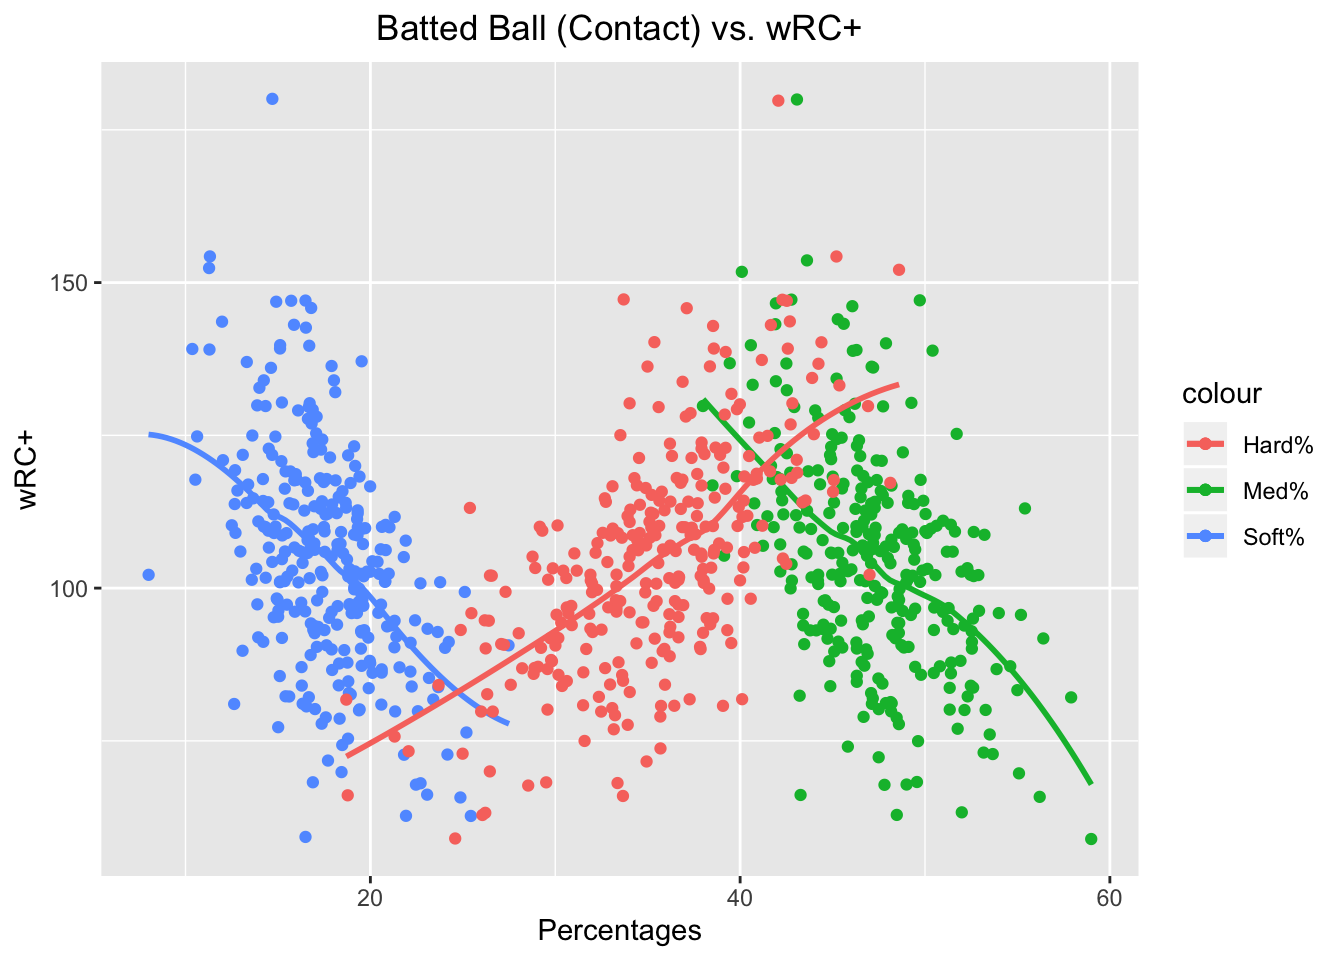 Batted Ball (Contact) vs. wRC+
wRC+
150
100
20
40
60
Percentages
colour
Hard%
Med%
Soft%